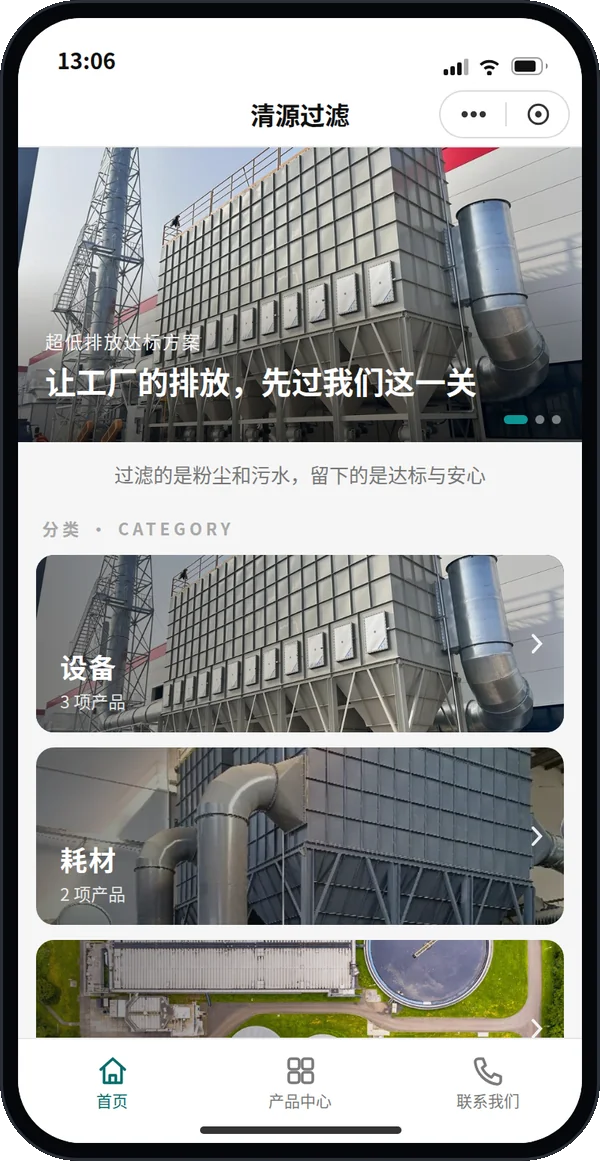 13:06
清源过滤
超低排放达标方案
让工厂的排放，先过我们这一关
过滤的是粉尘和污水，留下的是达标与安心
分类 • CATEGORY
设备
3 项产品
耗材
2 项产品
首页
产品中心
联系我们